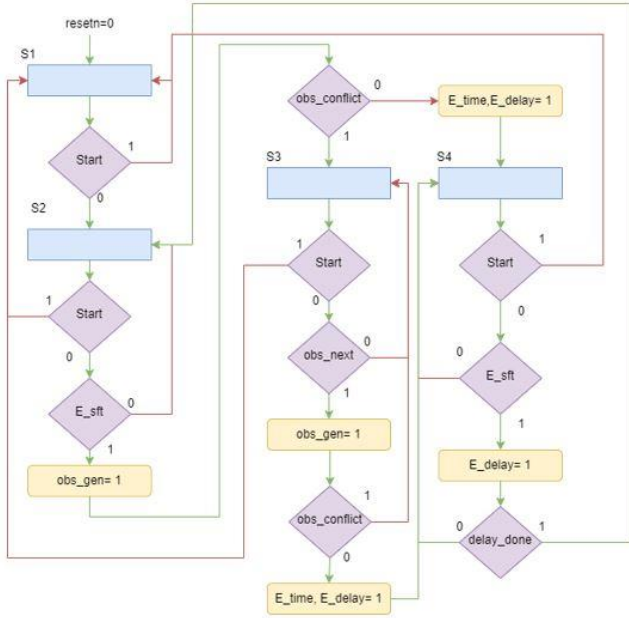 resetn=0
S1
Start
1
0
S2
Start
1
0
E_sft
0
1
obs_gen= 1
obs_conflict
0
1
E_time,E_delay= 1
S3
Start
1
0
obs_next
0
1
obs_gen= 1
obs_conflict
1
0
E_time, E_delay= 1
S4
Start
1
0
E_sft
0
1
E_delay= 1
delay_done
0
1